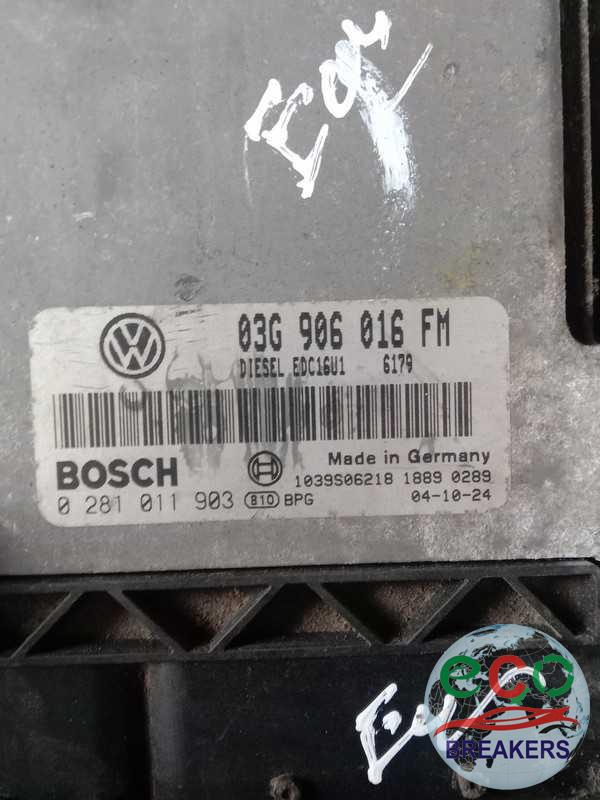 03G 906 016 FM
DIESEL EDC16U1 6179
BOSCH
Made in Germany
1039S06218 1889 0289
0 281 011 903 810 BPG
04-10-24
eco
BREAKERS